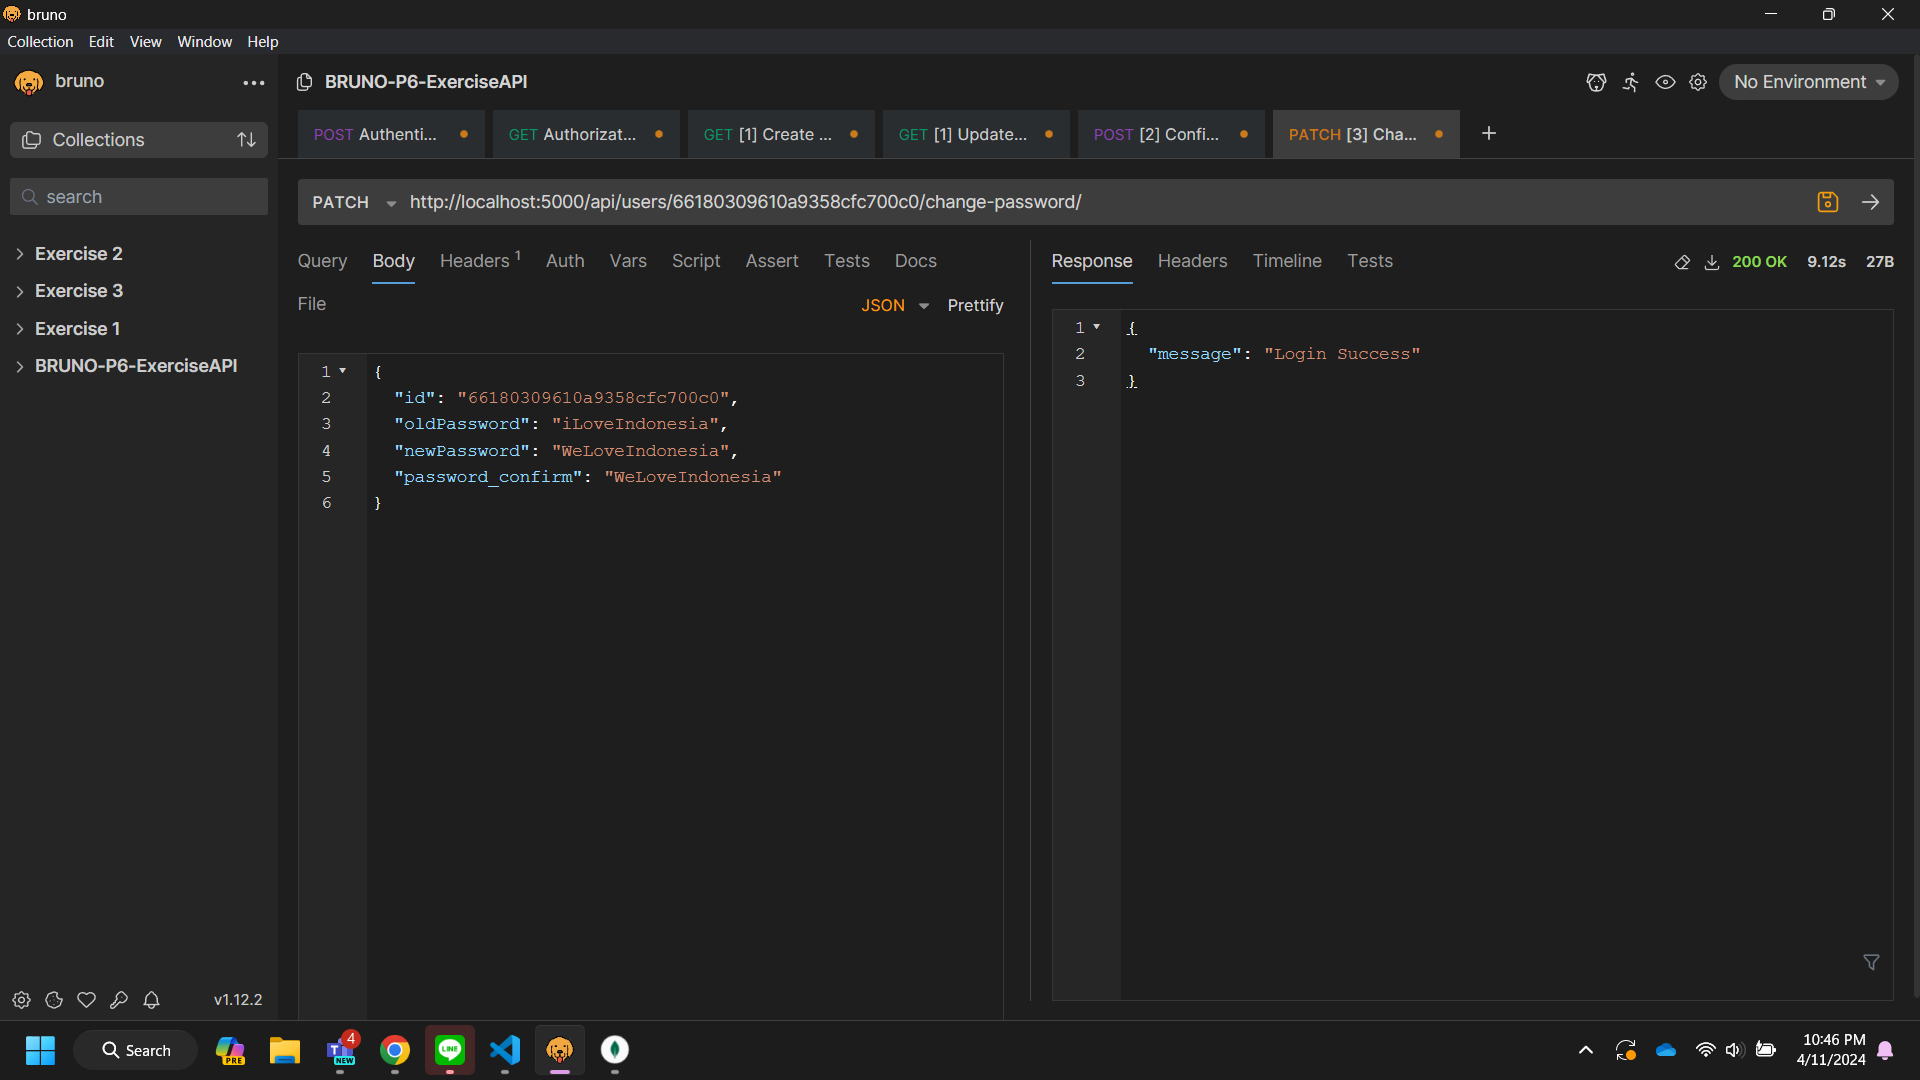 bruno
Collection Edit View Window Help
bruno
BRUNO-P6-ExerciseAPI
No Environment
Collections
POST Authenti...
GET Authorizat...
GET [1] Create ...
GET [1] Update...
POST [2] Confi...
PATCH [3] Cha...
search
PATCH http://localhost:5000/api/users/66180309610a9358cfc700c0/change-password/
Exercise 2
Exercise 3
Exercise 1
BRUNO-P6-ExerciseAPI
Query Body Headers 1 Auth Vars Script Assert Tests Docs
File
JSON Prettify
1 {
2 "id": "66180309610a9358cfc700c0",
3 "oldPassword": "iLoveIndonesia",
4 "newPassword": "WeLoveIndonesia",
5 "password_confirm": "WeLoveIndonesia"
6 }
Response Headers Timeline Tests
200 OK 9.12s 27B
1 {
2 "message": "Login Success"
3 }
v1.12.2
Search
PRE
4
NEW
LINE
10:46 PM
4/11/2024